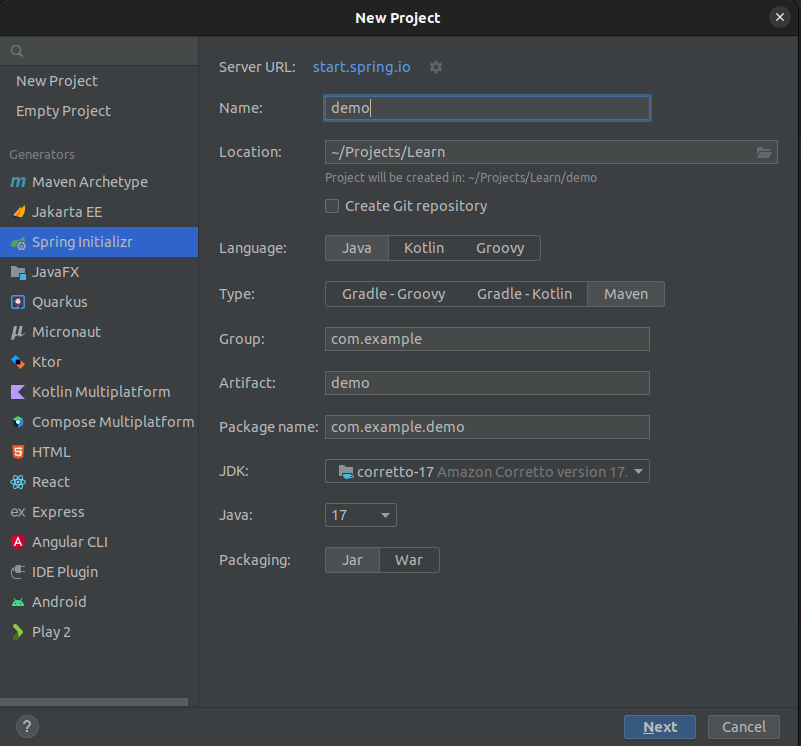 New Project
New Project
Empty Project
Generators
Maven Archetype
Jakarta EE
Spring Initializr
JavaFX
Quarkus
Micronaut
Ktor
Kotlin Multiplatform
Compose Multiplatform
HTML
React
ex Express
Angular CLI
IDE Plugin
Android
Play 2
Server URL: start.spring.io
Name: demo
Location: ~/Projects/Learn
Project will be created in: ~/Projects/Learn/demo
Create Git repository
Language: Java Kotlin Groovy
Type: Gradle - Groovy Gradle - Kotlin Maven
Group: com.example
Artifact: demo
Package name: com.example.demo
JDK: corretto-17 Amazon Corretto version 17.
Java: 17
Packaging: Jar War
? Next Cancel